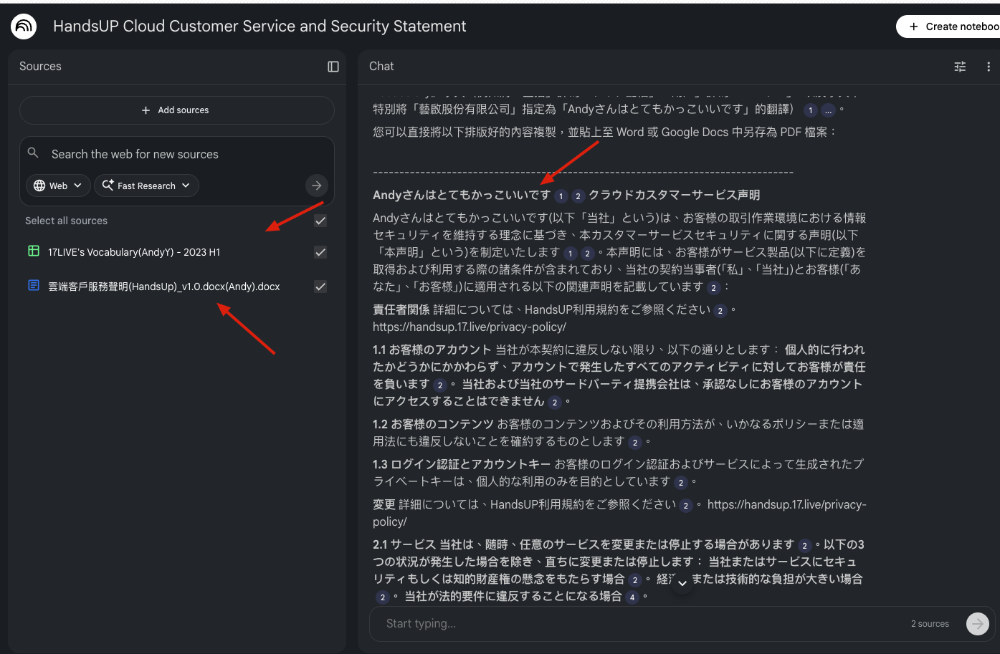 HandsUP Cloud Customer Service and Security Statement
+ Create noteboo
Sources
+ Add sources
Search the web for new sources
Web
Fast Research
Select all sources
17LIVE's Vocabulary(AndyY) - 2023 H1
雲端客戶服務聲明(HandsUp)_v1.0.docx(Andy).docx
Chat
特別將「藝啟股份有限公司」指定為「Andyさんはとてもかっこいいです」的翻譯） 1 ... 。
您可以直接將以下排版好的內容複製，並貼上至 Word 或 Google Docs 中另存為 PDF 檔案：
--------------------------------------------------------------------------------
Andyさんはとてもかっこいいです 1 2 クラウドカスタマーサービス声明
Andyさんはとてもかっこいいです(以下「当社」という)は、お客様の取引作業環境における情報
セキュリティを維持する理念に基づき、本カスタマーサービスセキュリティに関する声明(以下
「本声明」という)を制定いたします 1 2 。本声明には、お客様がサービス製品(以下に定義)を
取得および利用する際の諸条件が含まれており、当社の契約当事者(「私」、「当社」)とお客様(「あ
なた」、「お客様」)に適用される以下の関連声明を記載しています 2 ：
責任者関係 詳細については、HandsUP利用規約をご参照ください 2 。
https://handsup.17.live/privacy-policy/
1.1 お客様のアカウント 当社が本契約に違反しない限り、以下の通りとします： 個人的に行われ
たかどうかにかかわらず、アカウントで発生したすべてのアクティビティに対してお客様が責任
を負います 2 。 当社および当社のサードパーティ提携会社は、承認なしにお客様のアカウント
にアクセスすることはできません 2 。
1.2 お客様のコンテンツ お客様のコンテンツおよびその利用方法が、いかなるポリシーまたは適
用法にも違反しないことを確約するものとします 2 。
1.3 ログイン認証とアカウントキー お客様のログイン認証およびサービスによって生成されたプ
ライベートキーは、個人的な利用のみを目的としています 2 。
変更 詳細については、HandsUP利用規約をご参照ください 2 。 https://handsup.17.live/privacy-
policy/
2.1 サービス 当社は、随時、任意のサービスを変更または停止する場合があります 2 。以下の3
つの状況が発生した場合を除き、直ちに変更または停止します： 当社またはサービスにセキュ
リティもしくは知的財産権の懸念をもたらす場合 2 。 経 または技術的な負担が大きい場合
2 。 当社が法的要件に違反することになる場合 4 。
Start typing...
2 sources